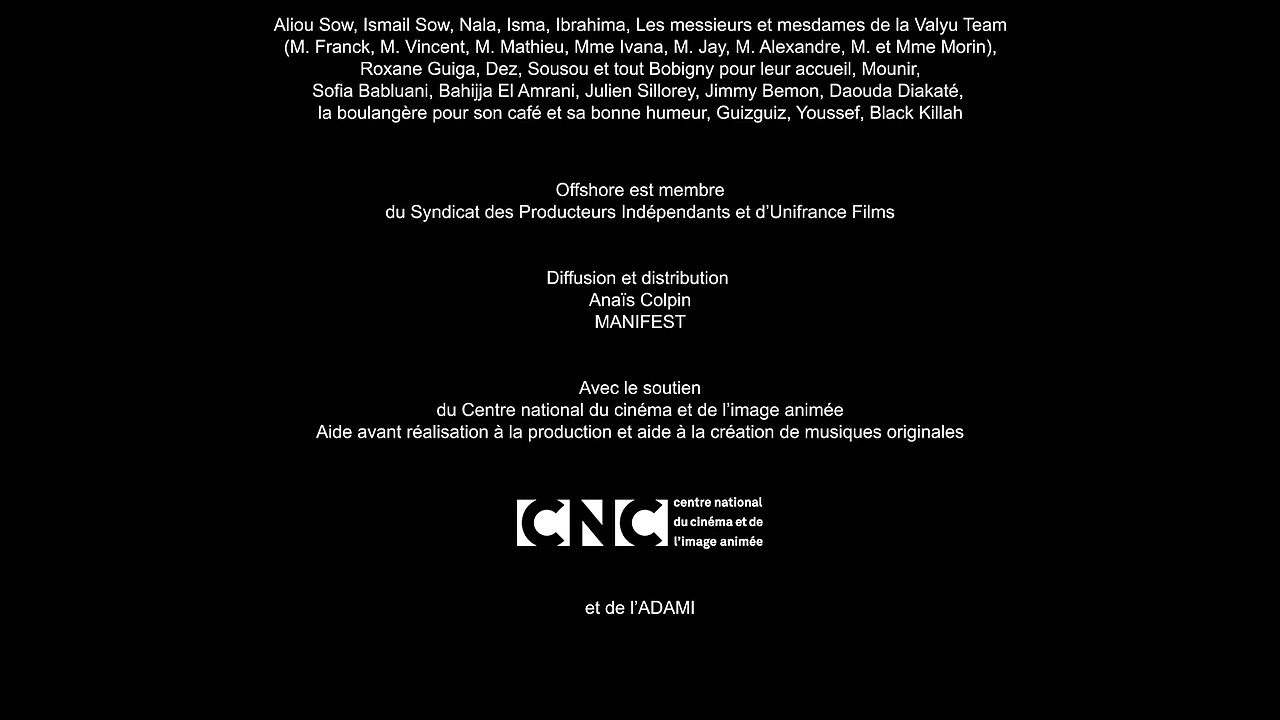 Aliou Sow, Ismail Sow, Nala, Isma, Ibrahima, Les messieurs et mesdames de la Valyu Team
(M. Franck, M. Vincent, M. Mathieu, Mme Ivana, M. Jay, M. Alexandre, M. et Mme Morin),
Roxane Guiga, Dez, Sousou et tout Bobigny pour leur accueil, Mounir,
Sofia Babluani, Bahijja El Amrani, Julien Sillorey, Jimmy Bemon, Daouda Diakaté,
la boulangère pour son café et sa bonne humeur, Guizguiz, Youssef, Black Killah
Offshore est membre
du Syndicat des Producteurs Indépendants et d’Unifrance Films
Diffusion et distribution
Anaïs Colpin
MANIFEST
Avec le soutien
du Centre national du cinéma et de l’image animée
Aide avant réalisation à la production et aide à la création de musiques originales
CNC
centre national
du cinéma et de
l’image animée
et de l’ADAMI